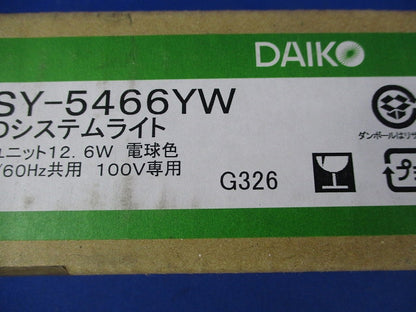 DAIKO
SY-5466YW
システムライト
ユニット12.6W 電球色
/60Hz共用 100V専用
G326
ダンボールはリサ
プ